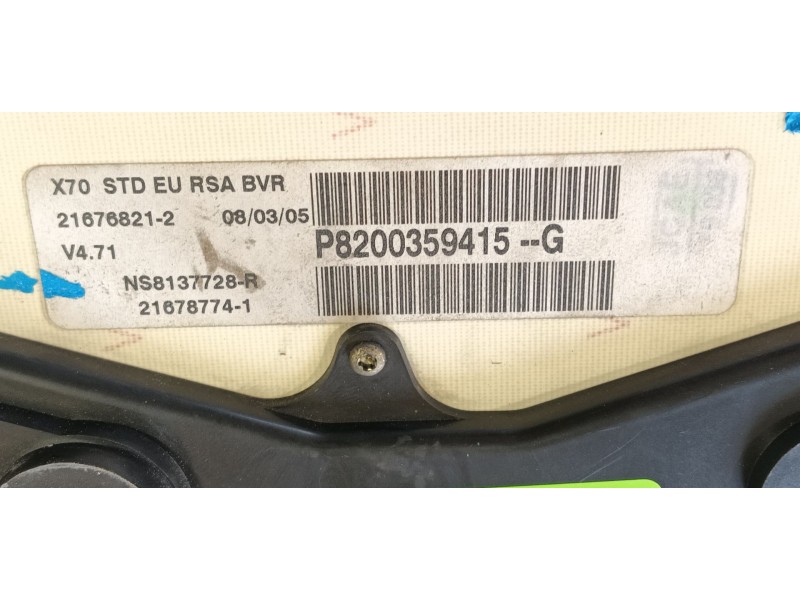 X70 STD EU RSA BVR
21676821-2 08/03/05
V4.71
P8200359415 --G
NS8137728-R
21678774-1